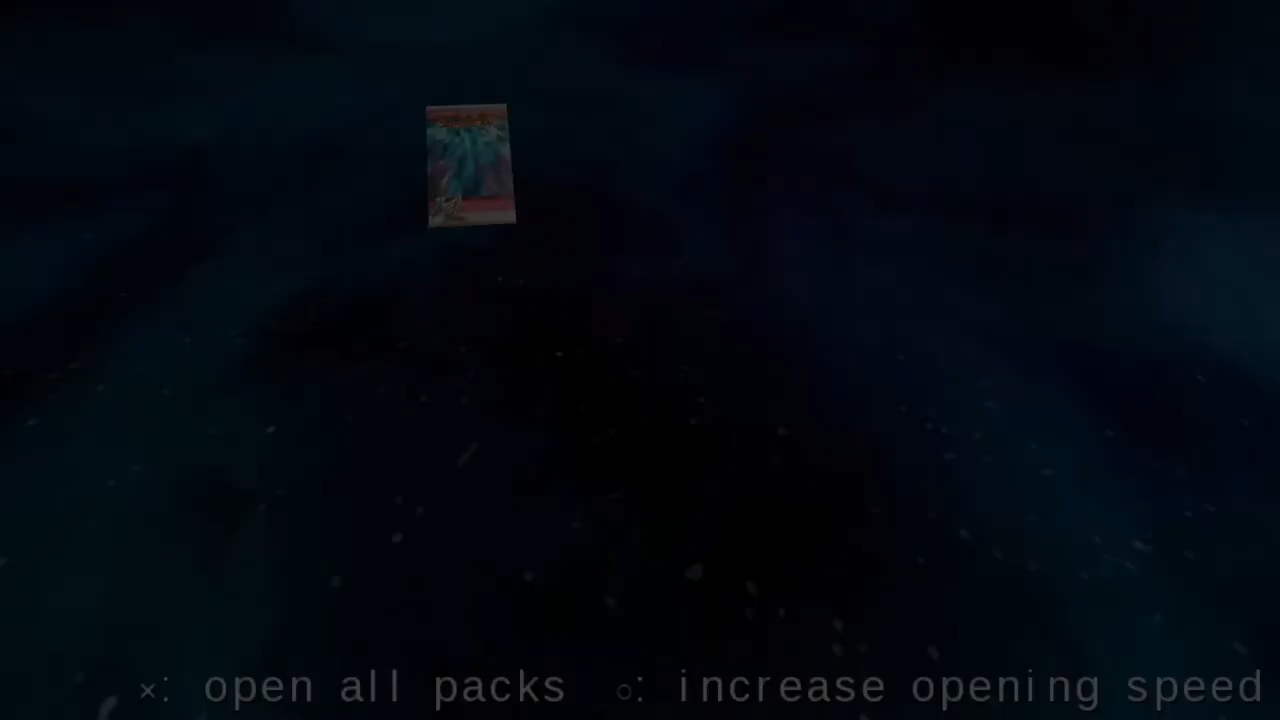 ×: open all packs ○: increase opening speed